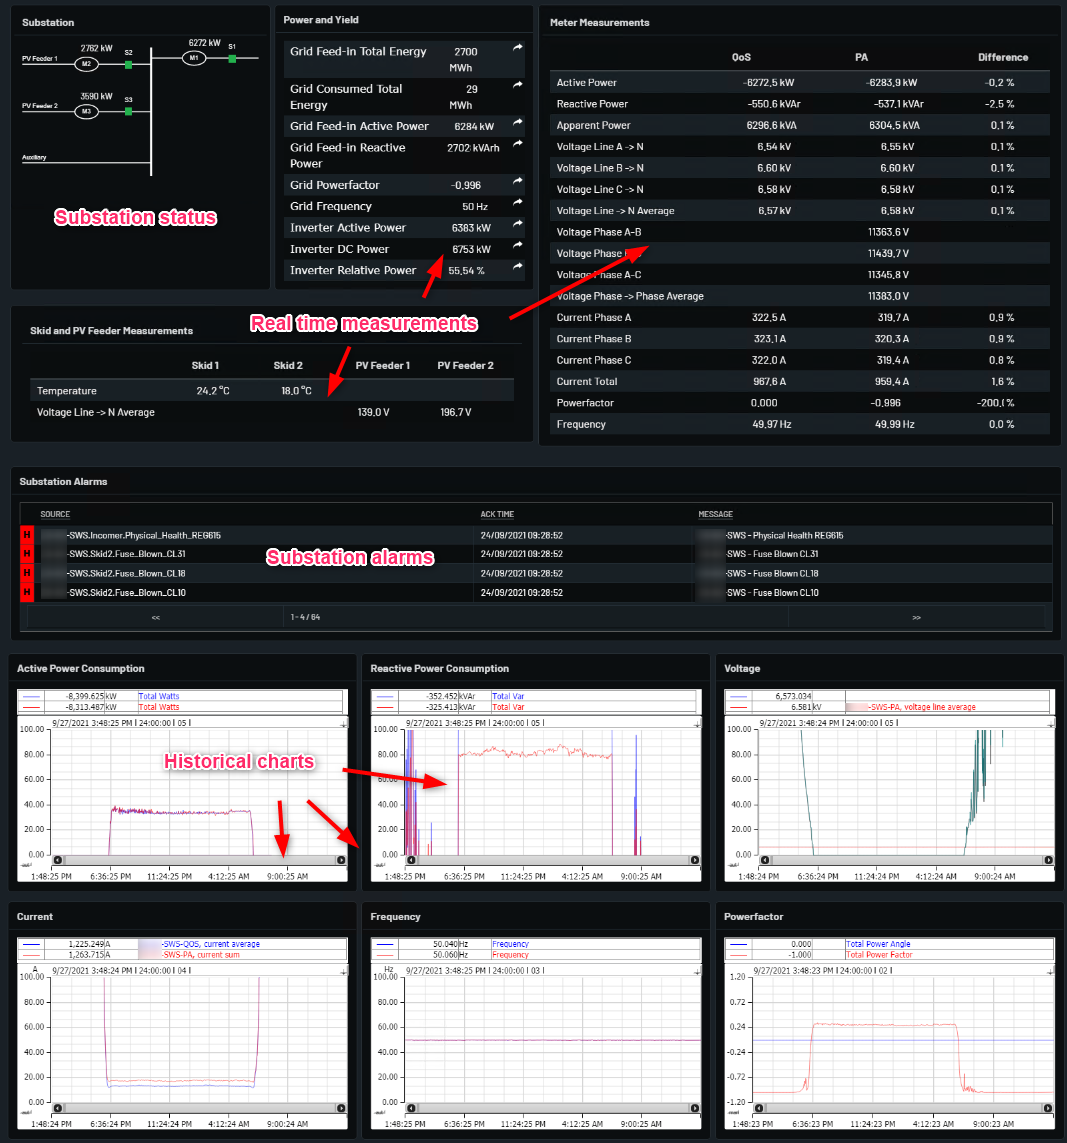 Substation
2762 kW
S2
6272 kW
S1
PV Feeder 1
M2
M1
3590 kW
S3
PV Feeder 2
M3
Auxiliary
Substation status
Power and Yield
Grid Feed-in Total Energy 2700 MWh
Grid Consumed Total Energy 29 MWh
Grid Feed-in Active Power 6284 kW
Grid Feed-in Reactive Power 2702 kVArh
Grid Powerfactor -0,996
Grid Frequency 50 Hz
Inverter Active Power 6383 kW
Inverter DC Power 6753 kW
Inverter Relative Power 55,54 %
Meter Measurements
QoS PA Difference
Active Power -6272,5 kW -6283,9 kW -0,2 %
Reactive Power -550,6 kVAr -537,1 kVAr -2,5 %
Apparent Power 6296,6 kVA 6304,5 kVA 0,1 %
Voltage Line A -> N 6,54 kV 6,55 kV 0,1 %
Voltage Line B -> N 6,60 kV 6,60 kV 0,1 %
Voltage Line C -> N 6,58 kV 6,58 kV 0,1 %
Voltage Line -> N Average 6,57 kV 6,58 kV 0,1 %
Voltage Phase A-B 11363,6 V
Voltage Phase 11439,7 V
Voltage Phase A-C 11345,8 V
Voltage Phase -> Phase Average 11383,0 V
Current Phase A 322,5 A 319,7 A 0,9 %
Current Phase B 323,1 A 320,3 A 0,9 %
Current Phase C 322,0 A 319,4 A 0,8 %
Current Total 967,6 A 959,4 A 1,6 %
Powerfactor 0,000 -0,996 -200,( %
Frequency 49,97 Hz 49,99 Hz 0,0 %
Real time measurements
Skid and PV Feeder Measurements
Skid 1 Skid 2 PV Feeder 1 PV Feeder 2
Temperature 24,2 °C 18,0 °C
Voltage Line -> N Average 139,0 V 196,7 V
Substation Alarms
SOURCE ACK TIME MESSAGE
H -SWS.Incomer.Physical_Health_REG615 24/09/2021 09:28:52 -SWS - Physical Health REG615
H -SWS.Skid2.Fuse_Blown_CL31 24/09/2021 09:28:52 -SWS - Fuse Blown CL31
H -SWS.Skid2.Fuse_Blown_CL18 24/09/2021 09:28:52 -SWS - Fuse Blown CL18
H -SWS.Skid2.Fuse_Blown_CL10 24/09/2021 09:28:52 -SWS - Fuse Blown CL10
Substation alarms
<< 1 - 4 / 64 >>
Active Power Consumption
-8,399.625 kW Total Watts
-8,313.487 kW Total Watts
9/27/2021 3:48:25 PM | 24:00:00 | 05 |
100.00
80.00
60.00
40.00
20.00
0.00
1:48:25 PM 6:36:25 PM 11:24:25 PM 4:12:25 AM 9:00:25 AM
Historical charts
Reactive Power Consumption
-352.452 kVAr Total Var
-325.413 kVAr Total Var
9/27/2021 3:48:25 PM | 24:00:00 | 05 |
100.00
80.00
60.00
40.00
20.00
0.00
1:48:25 PM 6:36:25 PM 11:24:25 PM 4:12:25 AM 9:00:25 AM
Voltage
6,573.034
6.581 kV -SWS-PA, voltage line average
9/27/2021 3:48:24 PM | 24:00:00 | 05 |
100.00
80.00
60.00
40.00
20.00
0.00
1:48:24 PM 6:36:24 PM 11:24:24 PM 4:12:24 AM 9:00:24 AM
Current
1,225.249 A -SWS-QOS, current average
1,263.715 A -SWS-PA, current sum
A 9/27/2021 3:48:24 PM | 24:00:00 | 04 |
100.00
80.00
60.00
40.00
20.00
0.00
1:48:24 PM 6:36:24 PM 11:24:24 PM 4:12:24 AM 9:00:24 AM
Frequency
50.040 Hz Frequency
50.060 Hz Frequency
Hz 9/27/2021 3:48:25 PM | 24:00:00 | 03 |
100.00
80.00
60.00
40.00
20.00
0.00
1:48:25 PM 6:36:25 PM 11:24:25 PM 4:12:25 AM 9:00:25 AM
Powerfactor
0.000 Total Power Angle
-1.000 Total Power Factor
9/27/2021 3:48:23 PM | 24:00:00 | 02 |
1.20
0.72
0.24
-0.24
-0.72
-1.20
1:48:23 PM 6:36:23 PM 11:24:23 PM 4:12:23 AM 9:00:23 AM